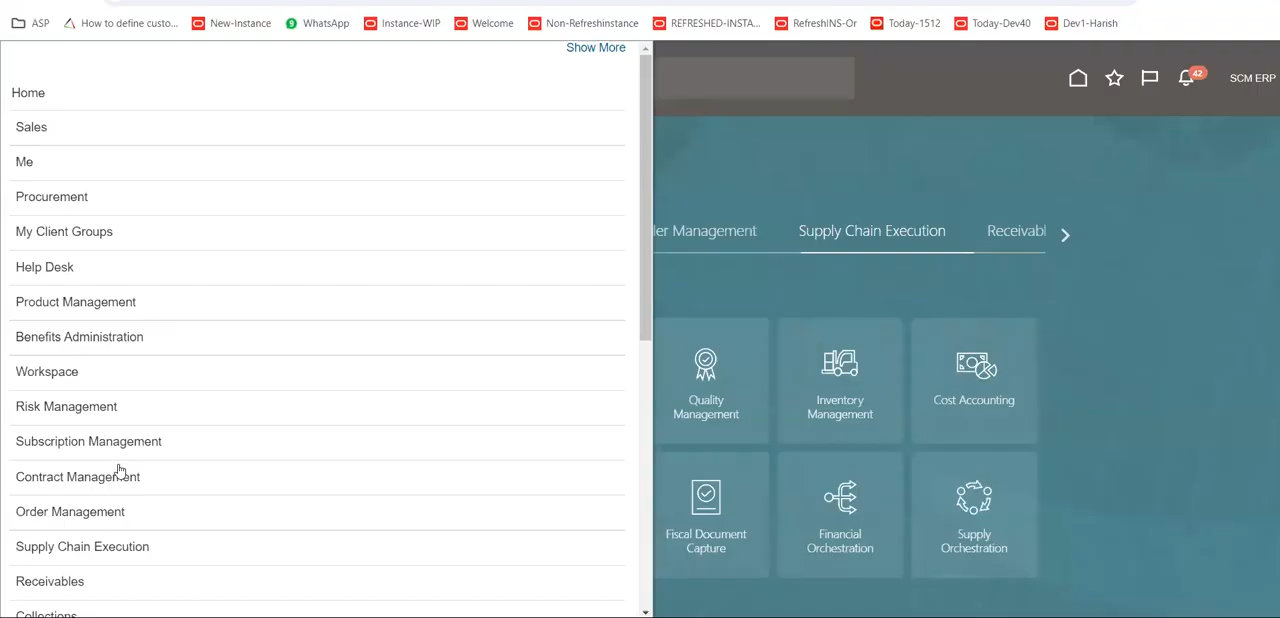 ASP How to define custo... New-Instance 9 WhatsApp Instance-WIP Welcome Non-Refreshinstance REFRESHED-INSTA... RefreshINS-Or Today-1512 Today-Dev40 Dev1-Harish
Show More
Home
Sales
Me
Procurement
My Client Groups
Help Desk
Product Management
Benefits Administration
Workspace
Risk Management
Subscription Management
Contract Management
Order Management
Supply Chain Execution
Receivables
Collections
42 SCM ERP
Management Supply Chain Execution
Quality
Management
Inventory
Management
Cost Accounting
Fiscal Document
Capture
Financial
Orchestration
Supply
Orchestration